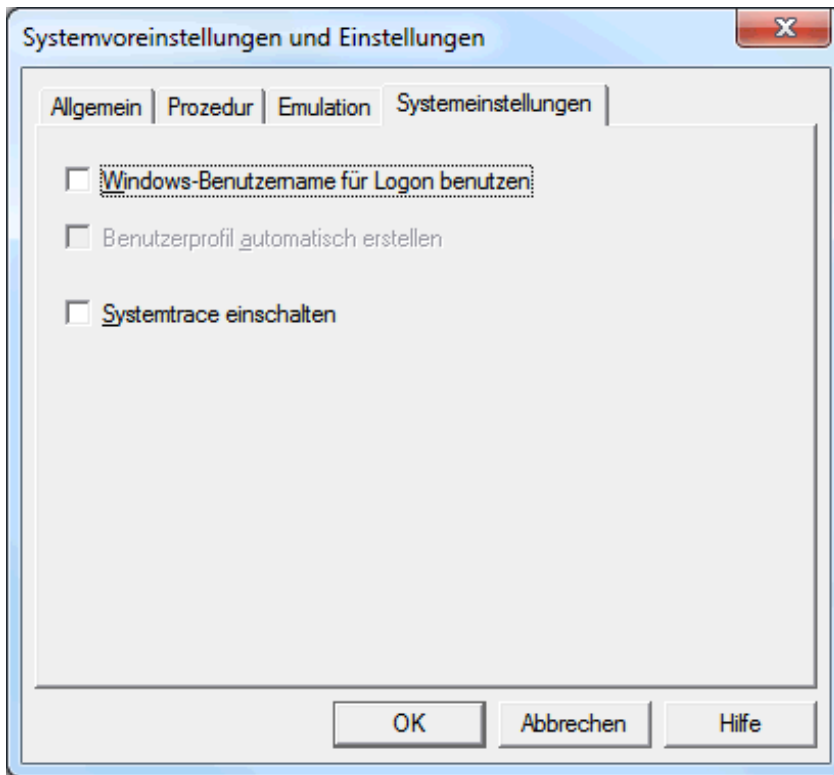 Systemvoreinstellungen und Einstellungen
Allgemein Prozedur Emulation Systemeinstellungen
Windows-Benutzername für Logon benutzen
Benutzerprofil automatisch erstellen
Systemtrace einschalten
OK Abbrechen Hilfe